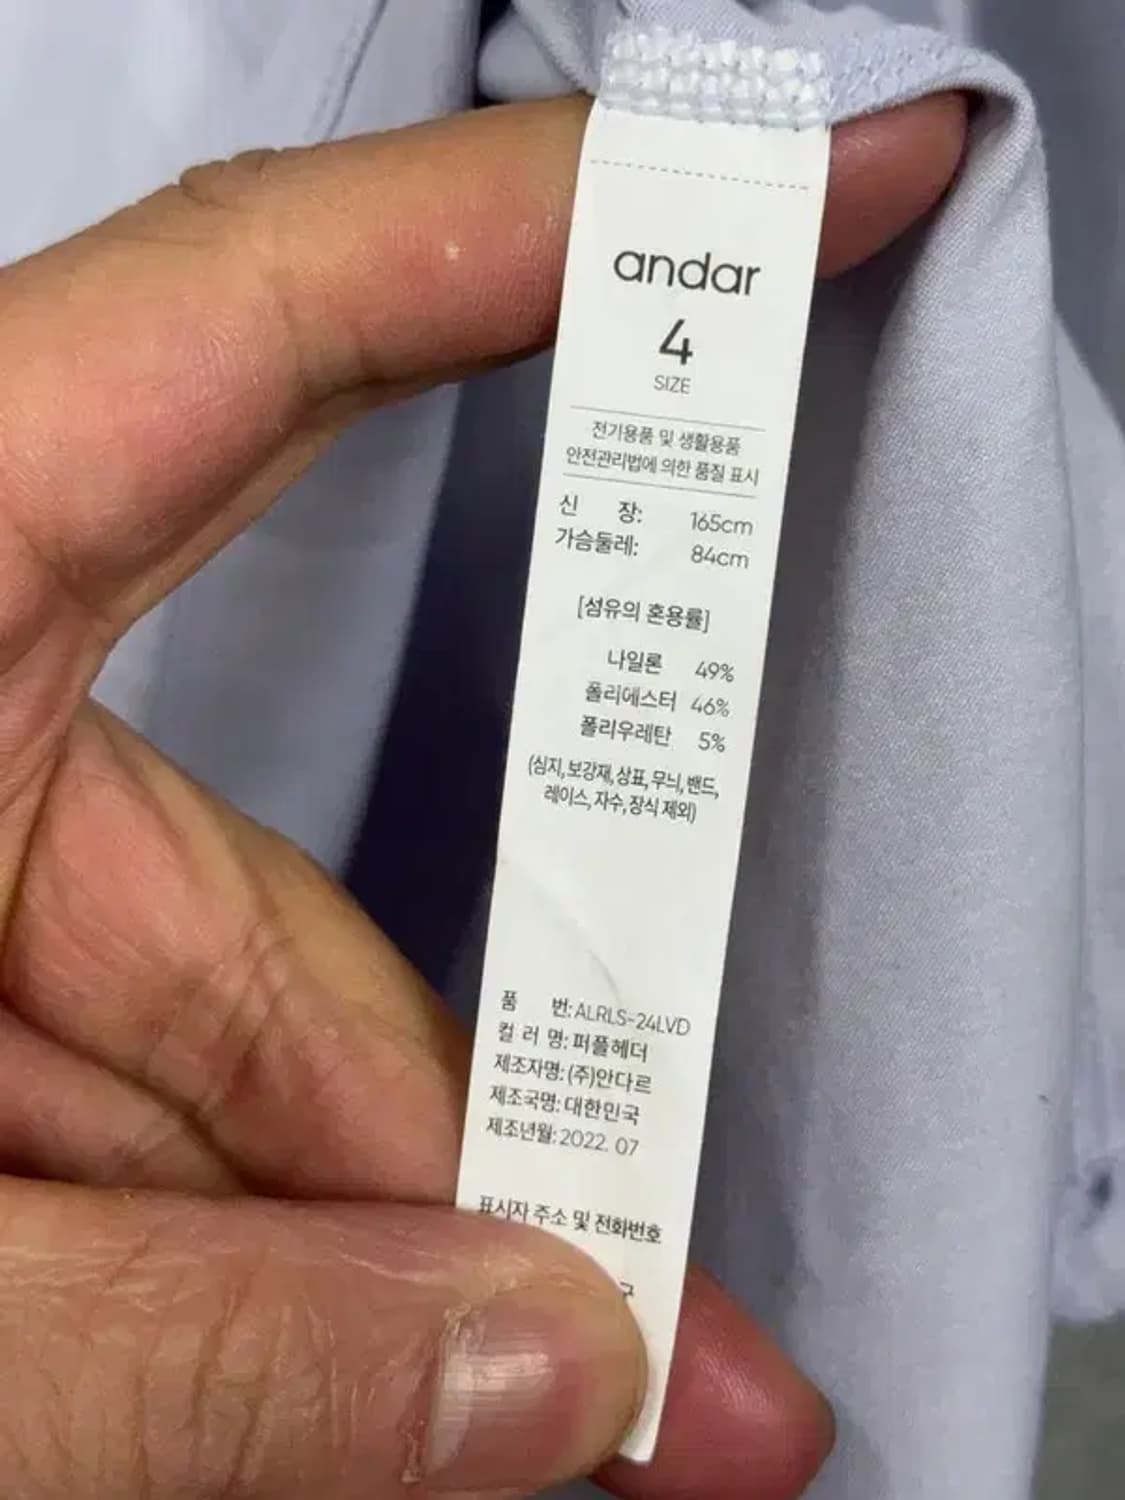 andar
4
SIZE
전기용품 및 생활용품
안전관리법에 의한 품질 표시
신 장: 165cm
가슴둘레: 84cm
[섬유의 혼용률]
나일론 49%
폴리에스터 46%
폴리우레탄 5%
(심지,보강재,상표,무늬,밴드,
레이스,자수,장식 제외)
품 번: ALRLS-24LVD
컬 러 명: 퍼플헤더
제조자명: (주)안다르
제조국명: 대한민국
제조년월: 2022. 07
표시자 주소 및 전화번호